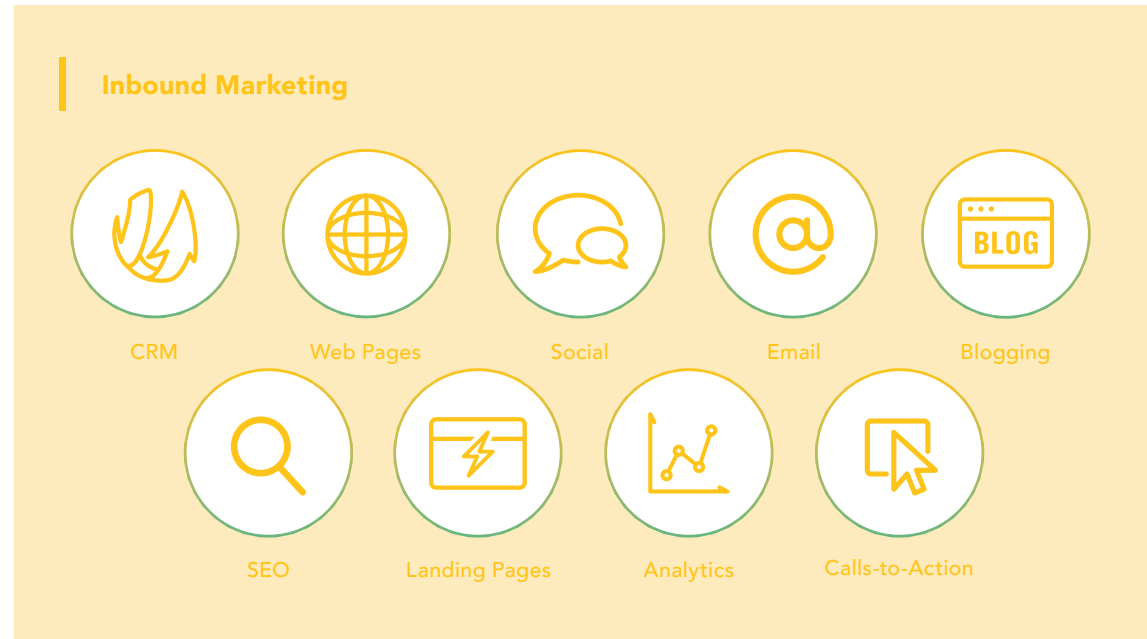 Inbound Marketing
BLOG
CRM
Web Pages
Social
Email
Blogging
SEO
Landing Pages
Analytics
Calls-to-Action